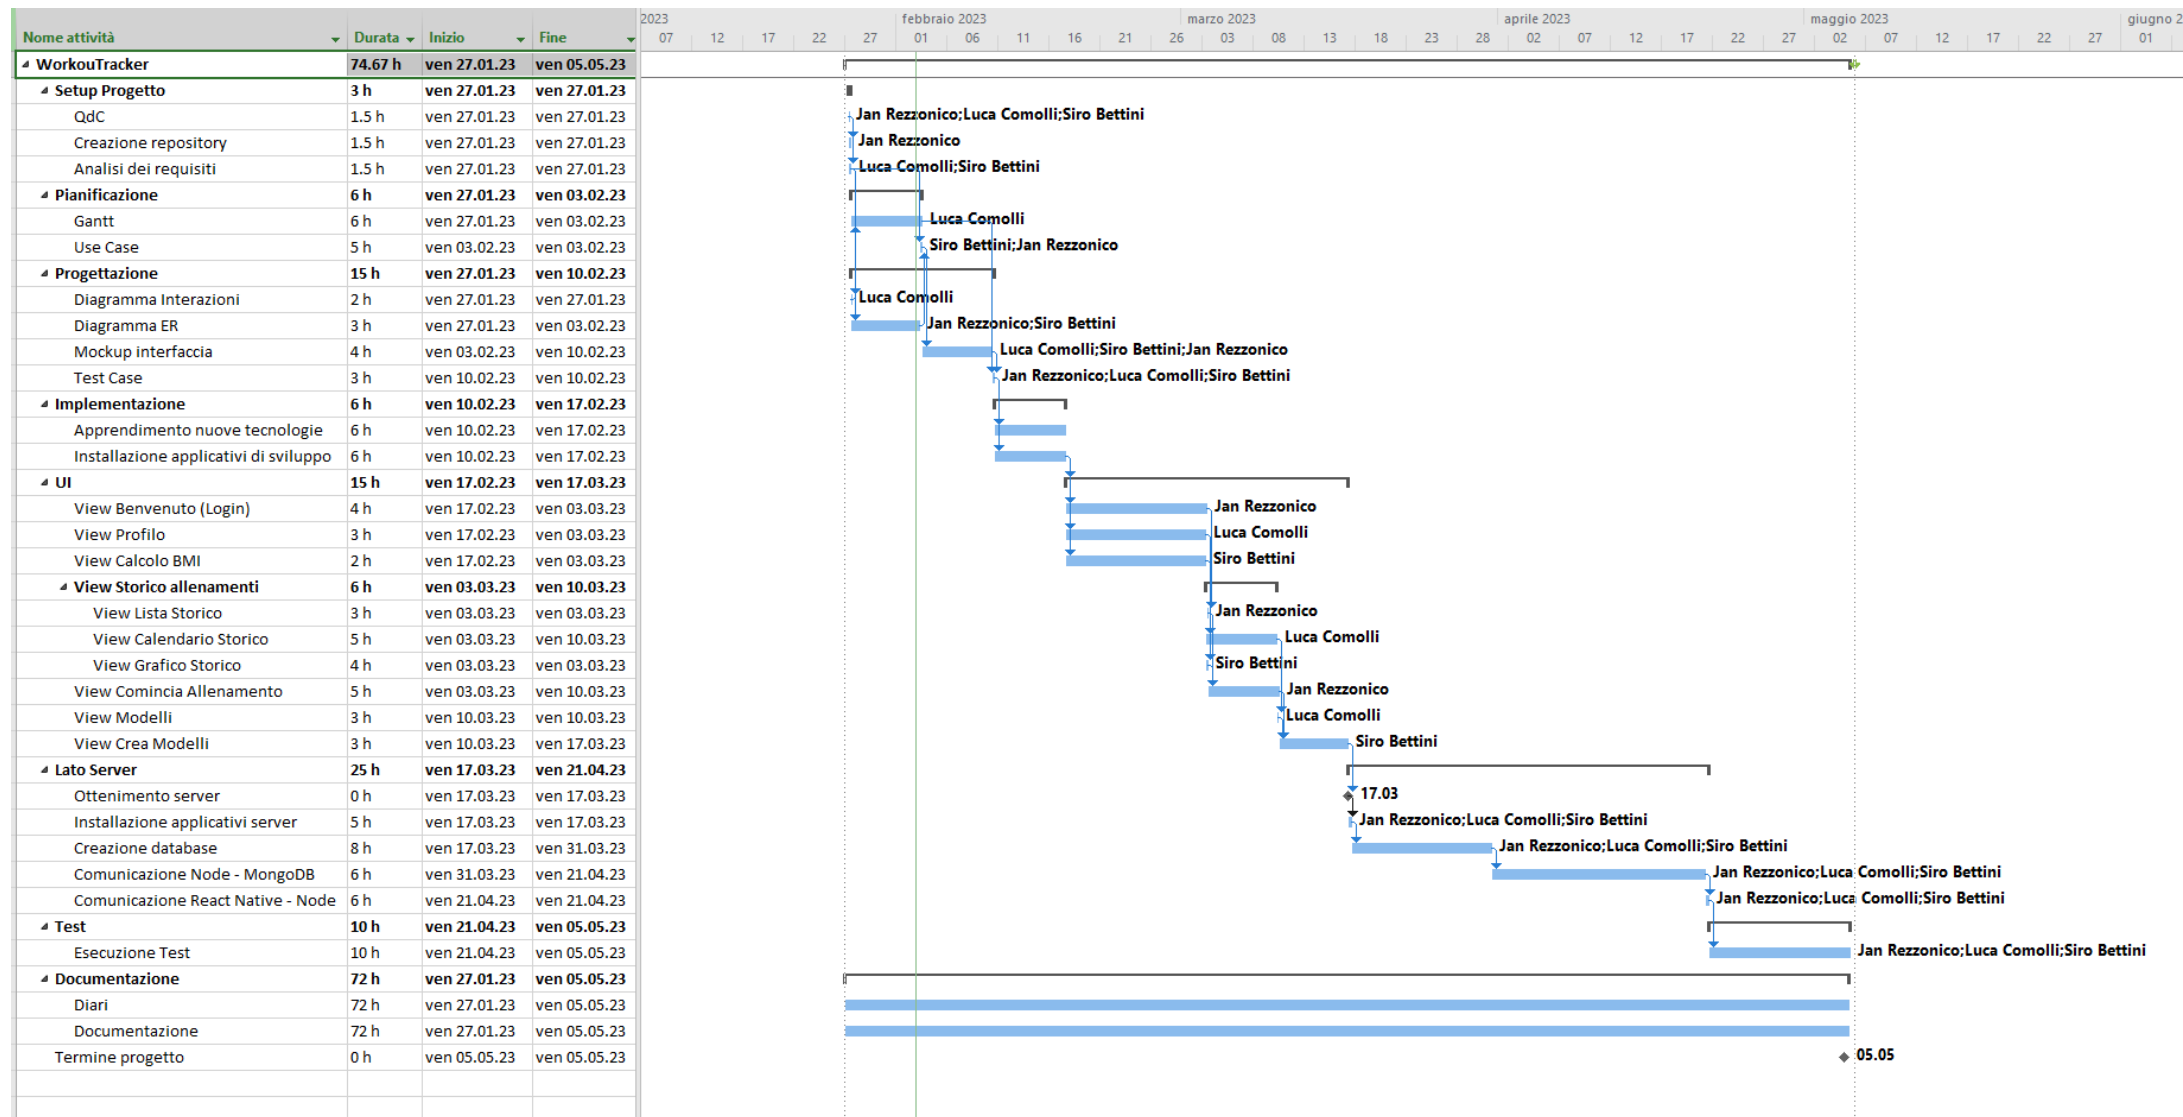 2023 febbraio 2023 marzo 2023 aprile 2023 maggio 2023 giugno 2
Nome attività Durata Inizio Fine 07 12 17 22 27 01 06 11 16 21 26 03 08 13 18 23 28 02 07 12 17 22 27 02 07 12 17 22 27 01
WorkouTracker 74.67 h ven 27.01.23 ven 05.05.23
Setup Progetto 3 h ven 27.01.23 ven 27.01.23
QdC 1.5 h ven 27.01.23 ven 27.01.23 Jan Rezzonico;Luca Comolli;Siro Bettini
Creazione repository 1.5 h ven 27.01.23 ven 27.01.23 Jan Rezzonico
Analisi dei requisiti 1.5 h ven 27.01.23 ven 27.01.23 Luca Comolli;Siro Bettini
Pianificazione 6 h ven 27.01.23 ven 03.02.23
Gantt 6 h ven 27.01.23 ven 03.02.23 Luca Comolli
Use Case 5 h ven 03.02.23 ven 03.02.23 Siro Bettini;Jan Rezzonico
Progettazione 15 h ven 27.01.23 ven 10.02.23
Diagramma Interazioni 2 h ven 27.01.23 ven 27.01.23 Luca Comolli
Diagramma ER 3 h ven 27.01.23 ven 03.02.23 Jan Rezzonico;Siro Bettini
Mockup interfaccia 4 h ven 03.02.23 ven 10.02.23 Luca Comolli;Siro Bettini;Jan Rezzonico
Test Case 3 h ven 10.02.23 ven 10.02.23 Jan Rezzonico;Luca Comolli;Siro Bettini
Implementazione 6 h ven 10.02.23 ven 17.02.23
Apprendimento nuove tecnologie 6 h ven 10.02.23 ven 17.02.23
Installazione applicativi di sviluppo 6 h ven 10.02.23 ven 17.02.23
UI 15 h ven 17.02.23 ven 17.03.23
View Benvenuto (Login) 4 h ven 17.02.23 ven 03.03.23 Jan Rezzonico
View Profilo 3 h ven 17.02.23 ven 03.03.23 Luca Comolli
View Calcolo BMI 2 h ven 17.02.23 ven 03.03.23 Siro Bettini
View Storico allenamenti 6 h ven 03.03.23 ven 10.03.23
View Lista Storico 3 h ven 03.03.23 ven 03.03.23 Jan Rezzonico
View Calendario Storico 5 h ven 03.03.23 ven 10.03.23 Luca Comolli
View Grafico Storico 4 h ven 03.03.23 ven 03.03.23 Siro Bettini
View Comincia Allenamento 5 h ven 03.03.23 ven 10.03.23 Jan Rezzonico
View Modelli 3 h ven 10.03.23 ven 10.03.23 Luca Comolli
View Crea Modelli 3 h ven 10.03.23 ven 17.03.23 Siro Bettini
Lato Server 25 h ven 17.03.23 ven 21.04.23
Ottenimento server 0 h ven 17.03.23 ven 17.03.23 17.03
Installazione applicativi server 5 h ven 17.03.23 ven 17.03.23 Jan Rezzonico;Luca Comolli;Siro Bettini
Creazione database 8 h ven 17.03.23 ven 31.03.23 Jan Rezzonico;Luca Comolli;Siro Bettini
Comunicazione Node - MongoDB 6 h ven 31.03.23 ven 21.04.23 Jan Rezzonico;Luca Comolli;Siro Bettini
Comunicazione React Native - Node 6 h ven 21.04.23 ven 21.04.23 Jan Rezzonico;Luca Comolli;Siro Bettini
Test 10 h ven 21.04.23 ven 05.05.23
Esecuzione Test 10 h ven 21.04.23 ven 05.05.23 Jan Rezzonico;Luca Comolli;Siro Bettini
Documentazione 72 h ven 27.01.23 ven 05.05.23
Diari 72 h ven 27.01.23 ven 05.05.23
Documentazione 72 h ven 27.01.23 ven 05.05.23
Termine progetto 0 h ven 05.05.23 ven 05.05.23 05.05